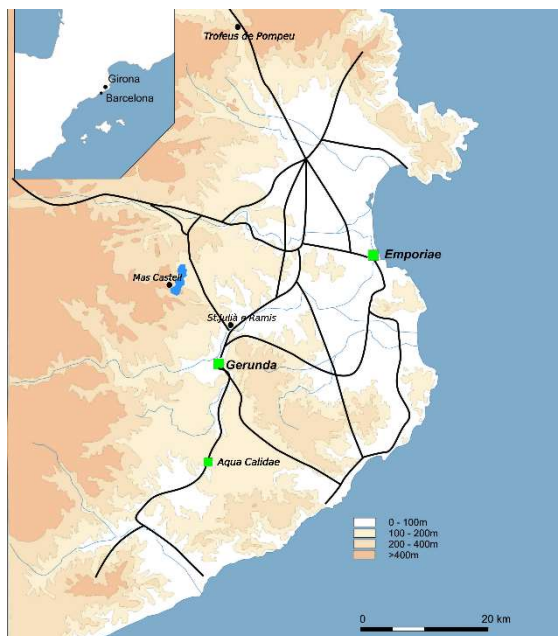 Trofeus de Pompeu
Girona
Barcelona
Emporiae
Mas Castell
St.Julià e Ramis
Gerunda
Aqua Calidae
0 - 100m
100 - 200m
200 - 400m
>400m
0 20 km